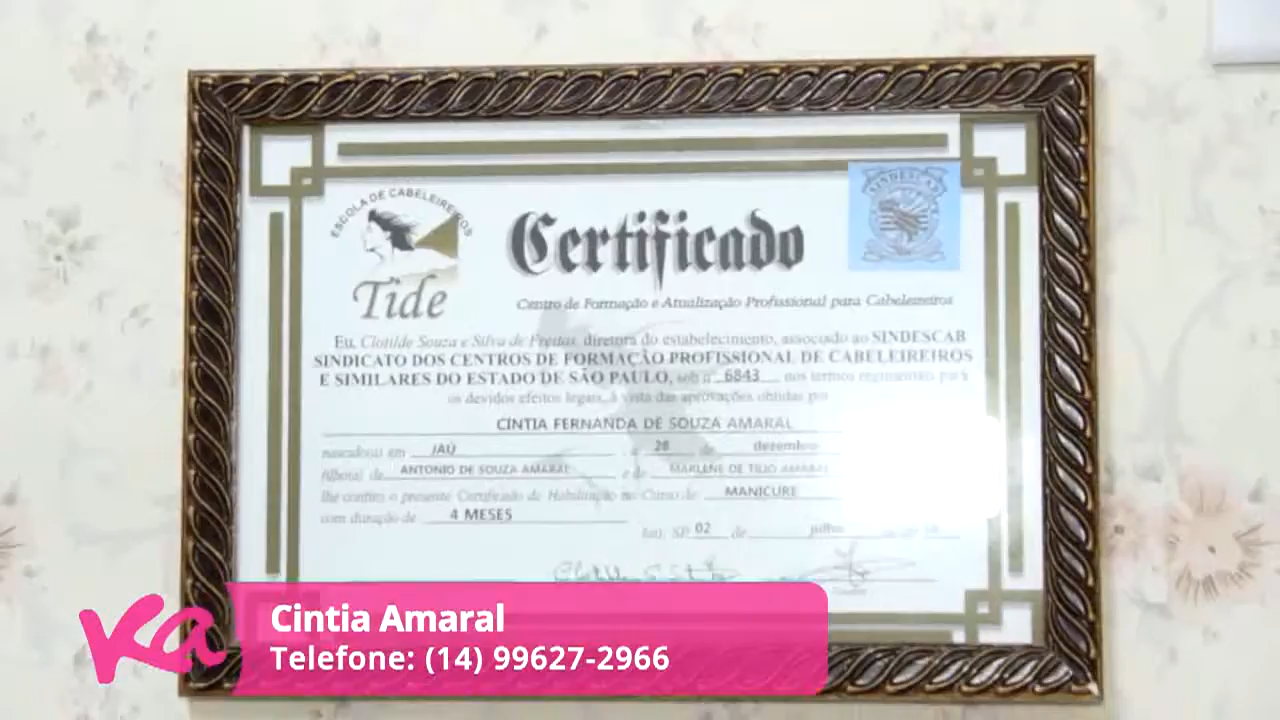 ESCOLA DE CABELEIREIROS
Tide
SINDESCAB
Certificado
Centro de Formação e Atualização Profissional para Cabeleireiros
Eu, Clotilde Souza e Silva de Freitas, diretora do estabelecimento, associado ao SINDESCAB
SINDICATO DOS CENTROS DE FORMAÇÃO PROFISSIONAL DE CABELEIREIROS
E SIMILARES DO ESTADO DE SÃO PAULO, sob nº 6843 nos termos regimentais para
os devidos efeitos legais, à vista das aprovações obtidas por
CINTIA FERNANDA DE SOUZA AMARAL
nascido(a) em JAÚ 28 de dezembro
filho(a) de ANTONIO DE SOUZA AMARAL e de MARLENE DE TILIO AMARAL
lhe confere o presente Certificado de Habilitação no Curso de MANICURE
com duração de 4 MESES
Jaú, SP, 02 de julho
Ka
Cintia Amaral
Telefone: (14) 99627-2966